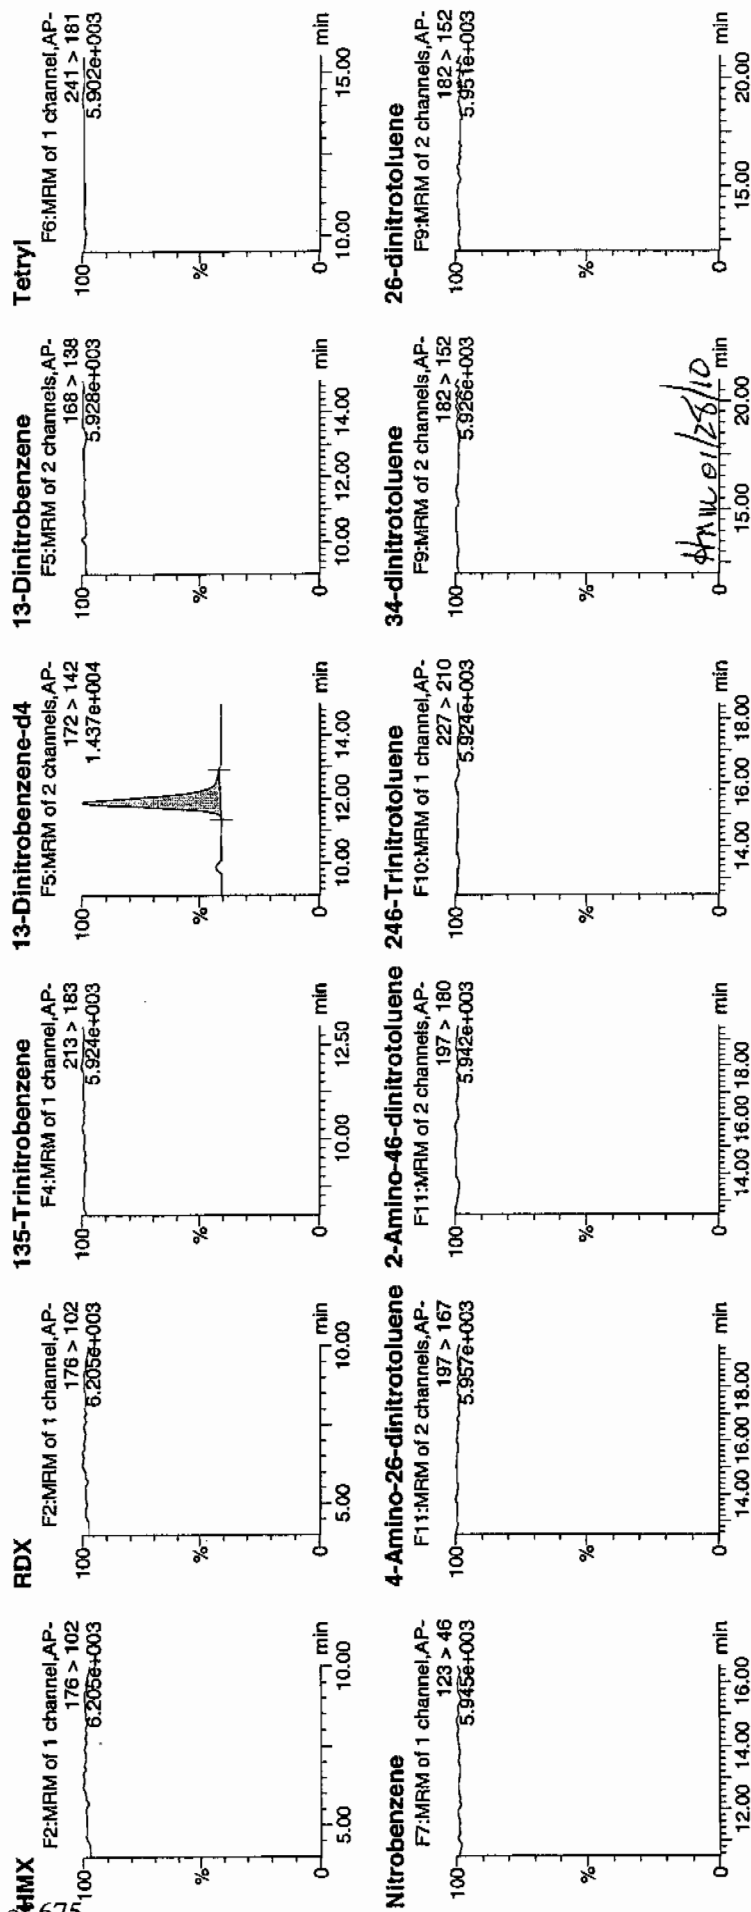 HMX
F2:MRM of 1 channel,AP-
176 > 102
6.205e+003
100
%
0
min
5.00 10.00
RDX
F2:MRM of 1 channel,AP-
176 > 102
6.205e+003
100
%
0
min
5.00 10.00
135-Trinitrobenzene
F4:MRM of 1 channel,AP-
213 > 183
5.924e+003
100
%
0
min
10.00 12.50
13-Dinitrobenzene-d4
F5:MRM of 2 channels,AP-
172 > 142
1.437e+004
100
%
0
min
10.00 12.00 14.00
13-Dinitrobenzene
F5:MRM of 2 channels,AP-
168 > 138
5.928e+003
100
%
0
min
10.00 12.00 14.00
Tetryl
F6:MRM of 1 channel,AP-
241 > 181
5.902e+003
100
%
0
min
10.00 15.00
Nitrobenzene
F7:MRM of 1 channel,AP-
123 > 46
5.945e+003
100
%
0
min
12.00 14.00 16.00
4-Amino-26-dinitrotoluene
F11:MRM of 2 channels,AP-
197 > 167
5.957e+003
100
%
0
min
14.00 16.00 18.00
2-Amino-46-dinitrotoluene
F11:MRM of 2 channels,AP-
197 > 180
5.942e+003
100
%
0
min
14.00 16.00 18.00
246-Trinitrotoluene
F10:MRM of 1 channel,AP-
227 > 210
5.924e+003
100
%
0
min
14.00 16.00 18.00
34-dinitrotoluene
F9:MRM of 2 channels,AP-
182 > 152
5.926e+003
100
%
0
min
15.00 20.00
01/28/10
26-dinitrotoluene
F9:MRM of 2 channels,AP-
182 > 152
5.951e+003
100
%
0
min
15.00 20.00